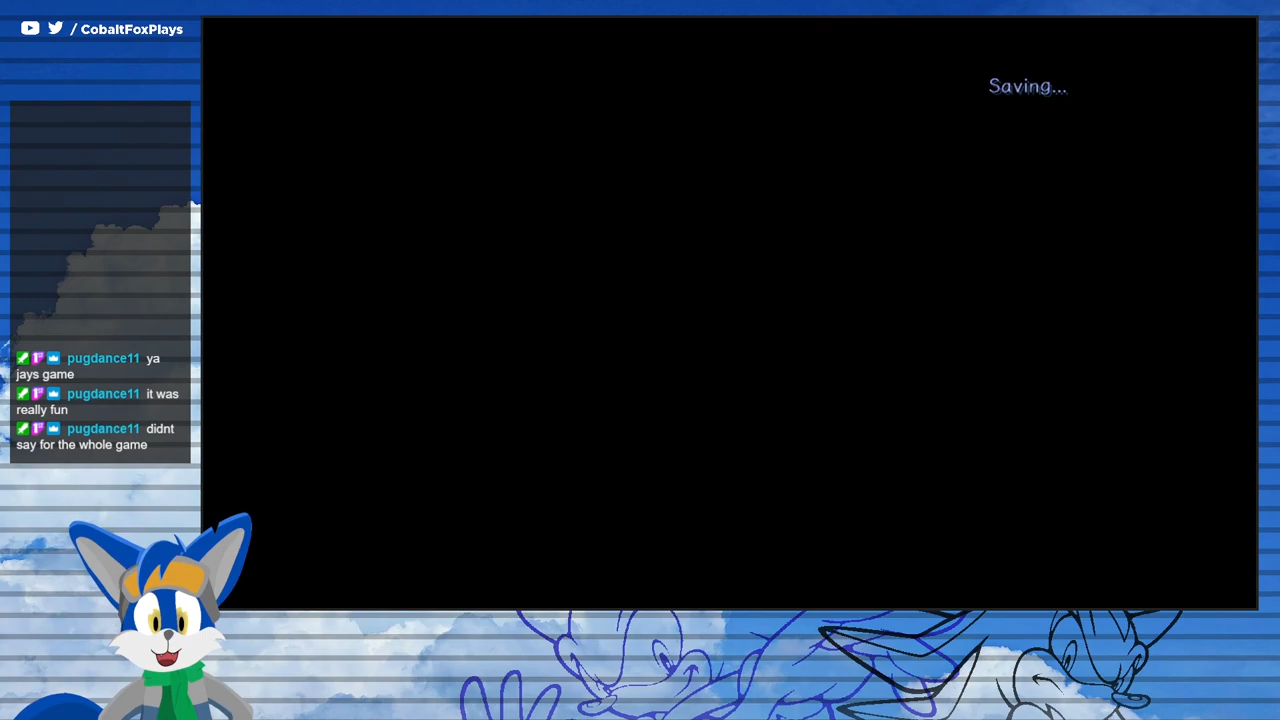 / CobaltFoxPlays
Saving...
pugdance11 ya
jays game
pugdance11 it was
really fun
pugdance11 didnt
say for the whole game